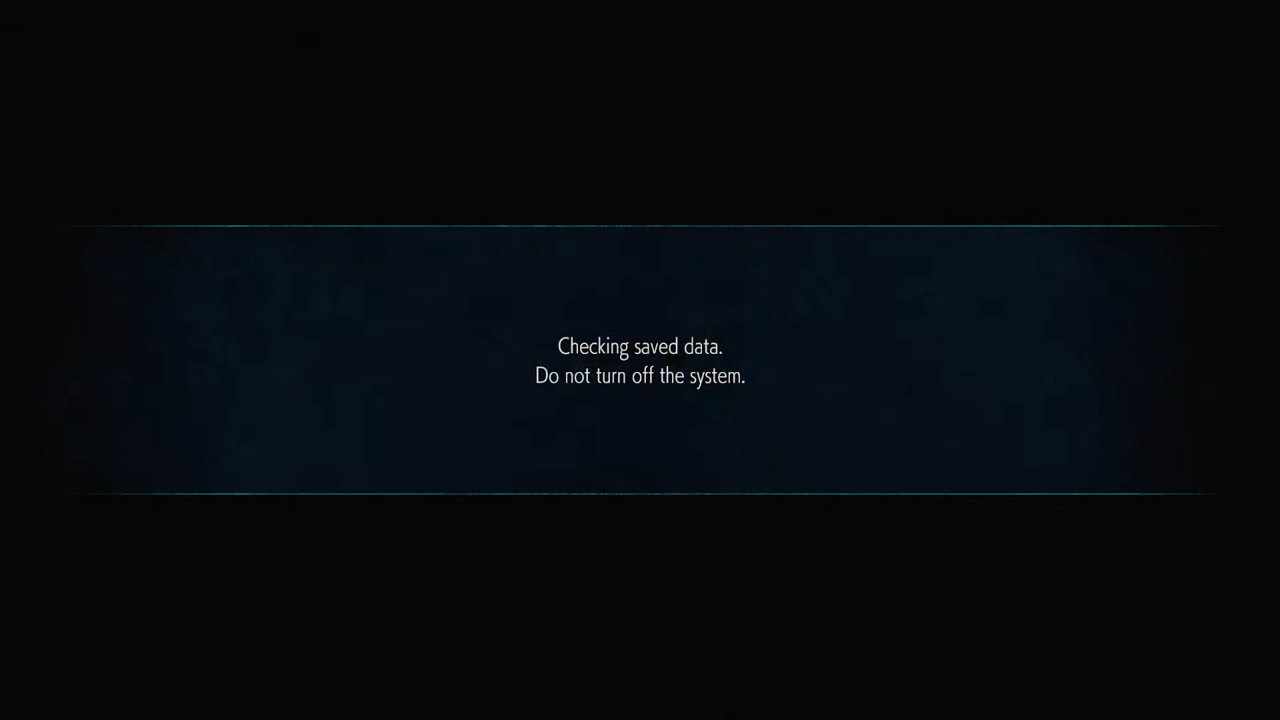 Checking saved data.
Do not turn off the system.